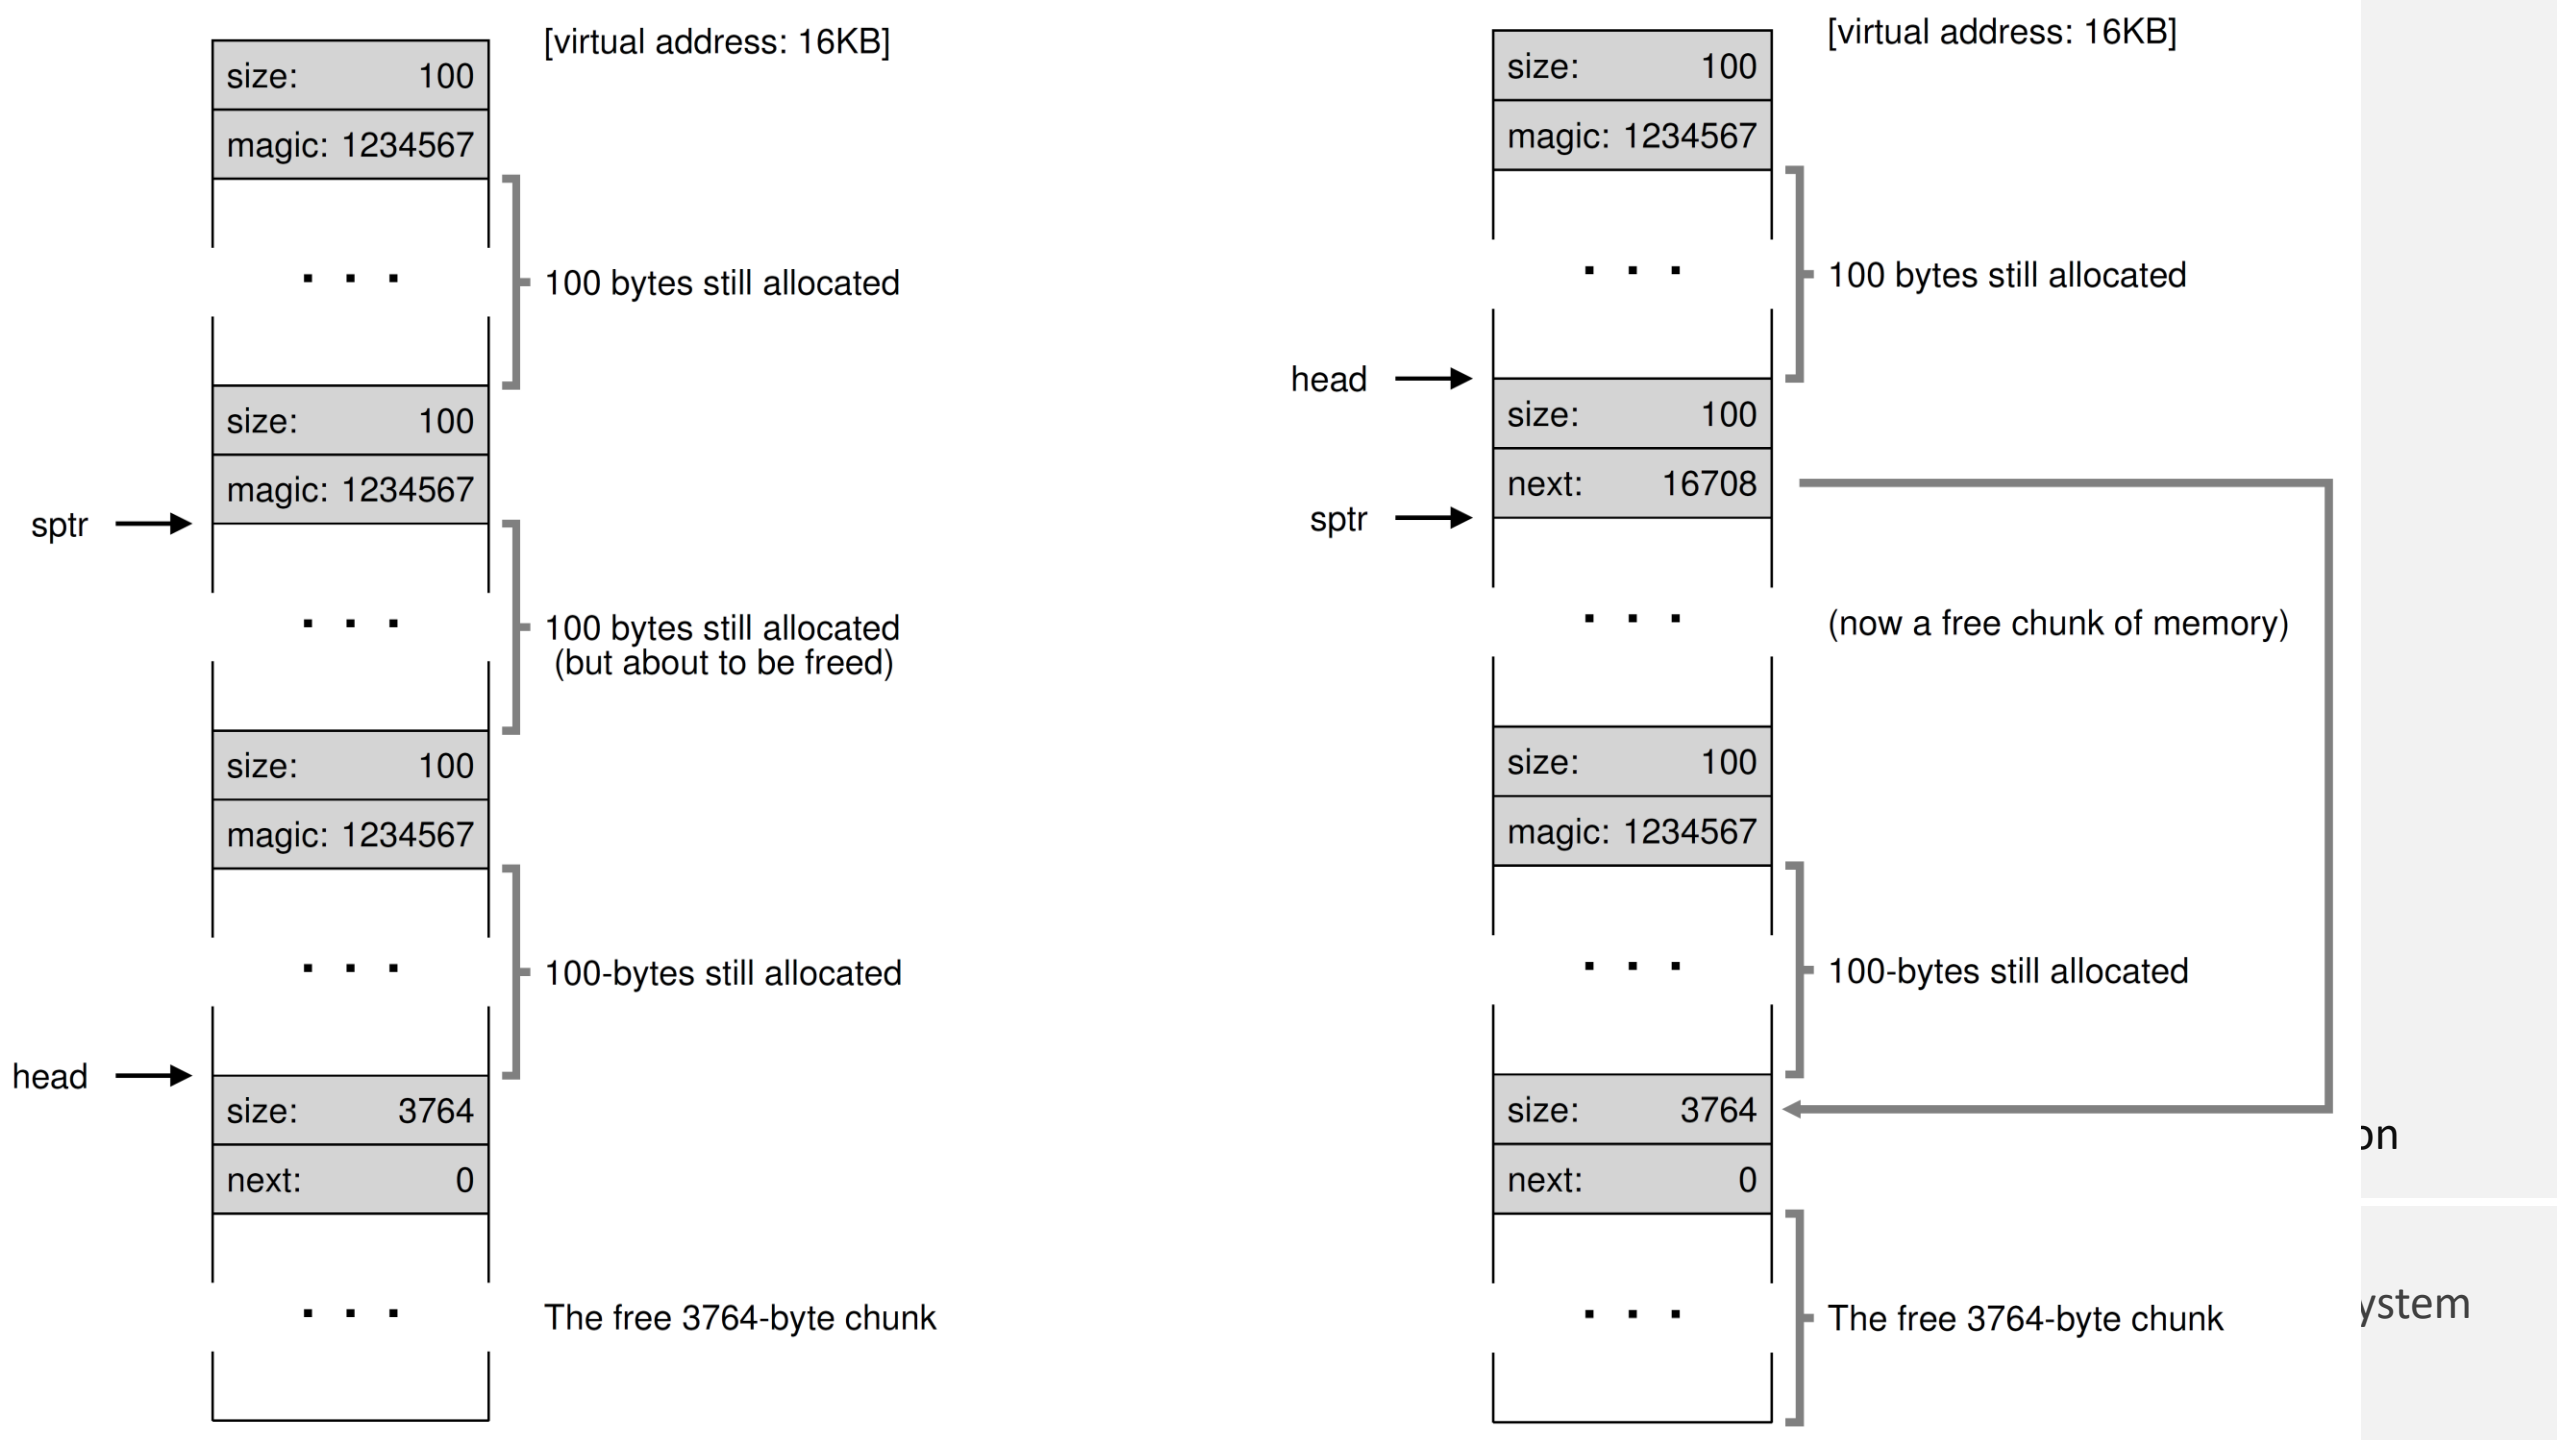 [virtual address: 16KB]
size: 100
magic: 1234567
. . .
100 bytes still allocated
size: 100
magic: 1234567
sptr
. . .
100 bytes still allocated
(but about to be freed)
size: 100
magic: 1234567
. . .
100-bytes still allocated
head
size: 3764
next: 0
. . .
The free 3764-byte chunk
[virtual address: 16KB]
size: 100
magic: 1234567
. . .
100 bytes still allocated
head
size: 100
next: 16708
sptr
. . .
(now a free chunk of memory)
size: 100
magic: 1234567
. . .
100-bytes still allocated
size: 3764
next: 0
. . .
The free 3764-byte chunk
on
ystem